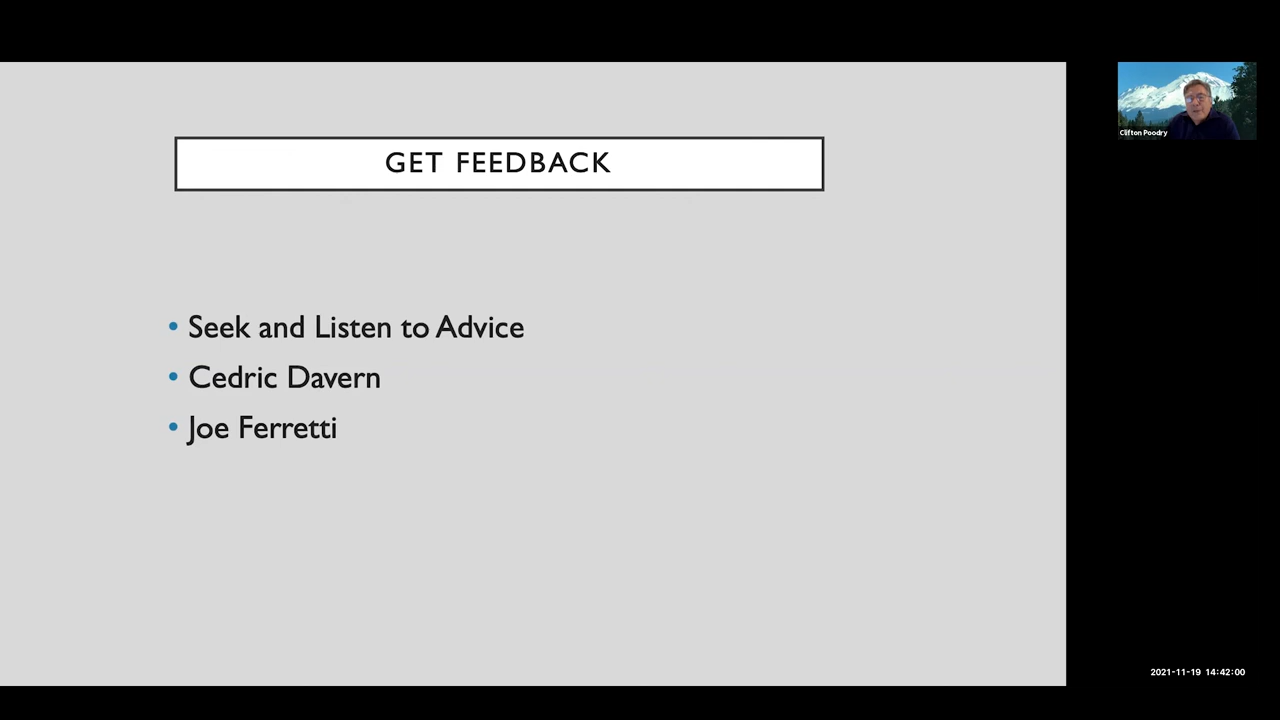 GET FEEDBACK
• Seek and Listen to Advice
• Cedric Davern
• Joe Ferretti
Clifton Poodry
2021-11-19 14:42:00